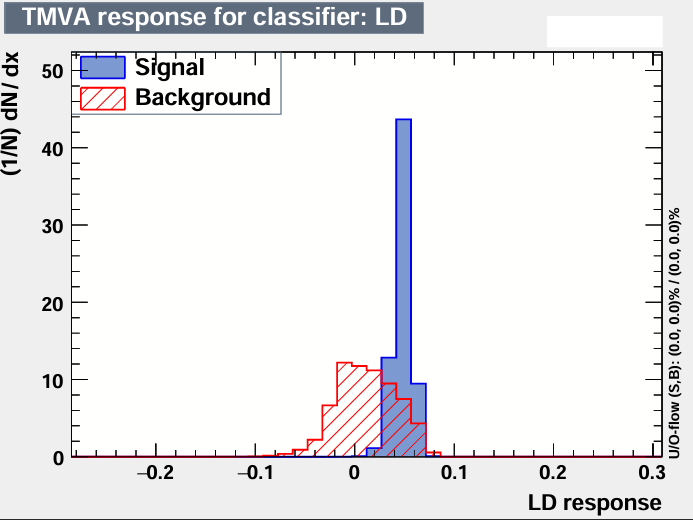 TMVA response for classifier: LD
(1/N) dN / dx
Signal
Background
50
40
30
20
10
0
−0.2
−0.1
0
0.1
0.2
0.3
LD response
U/O-flow (S,B): (0.0, 0.0)% / (0.0, 0.0)%